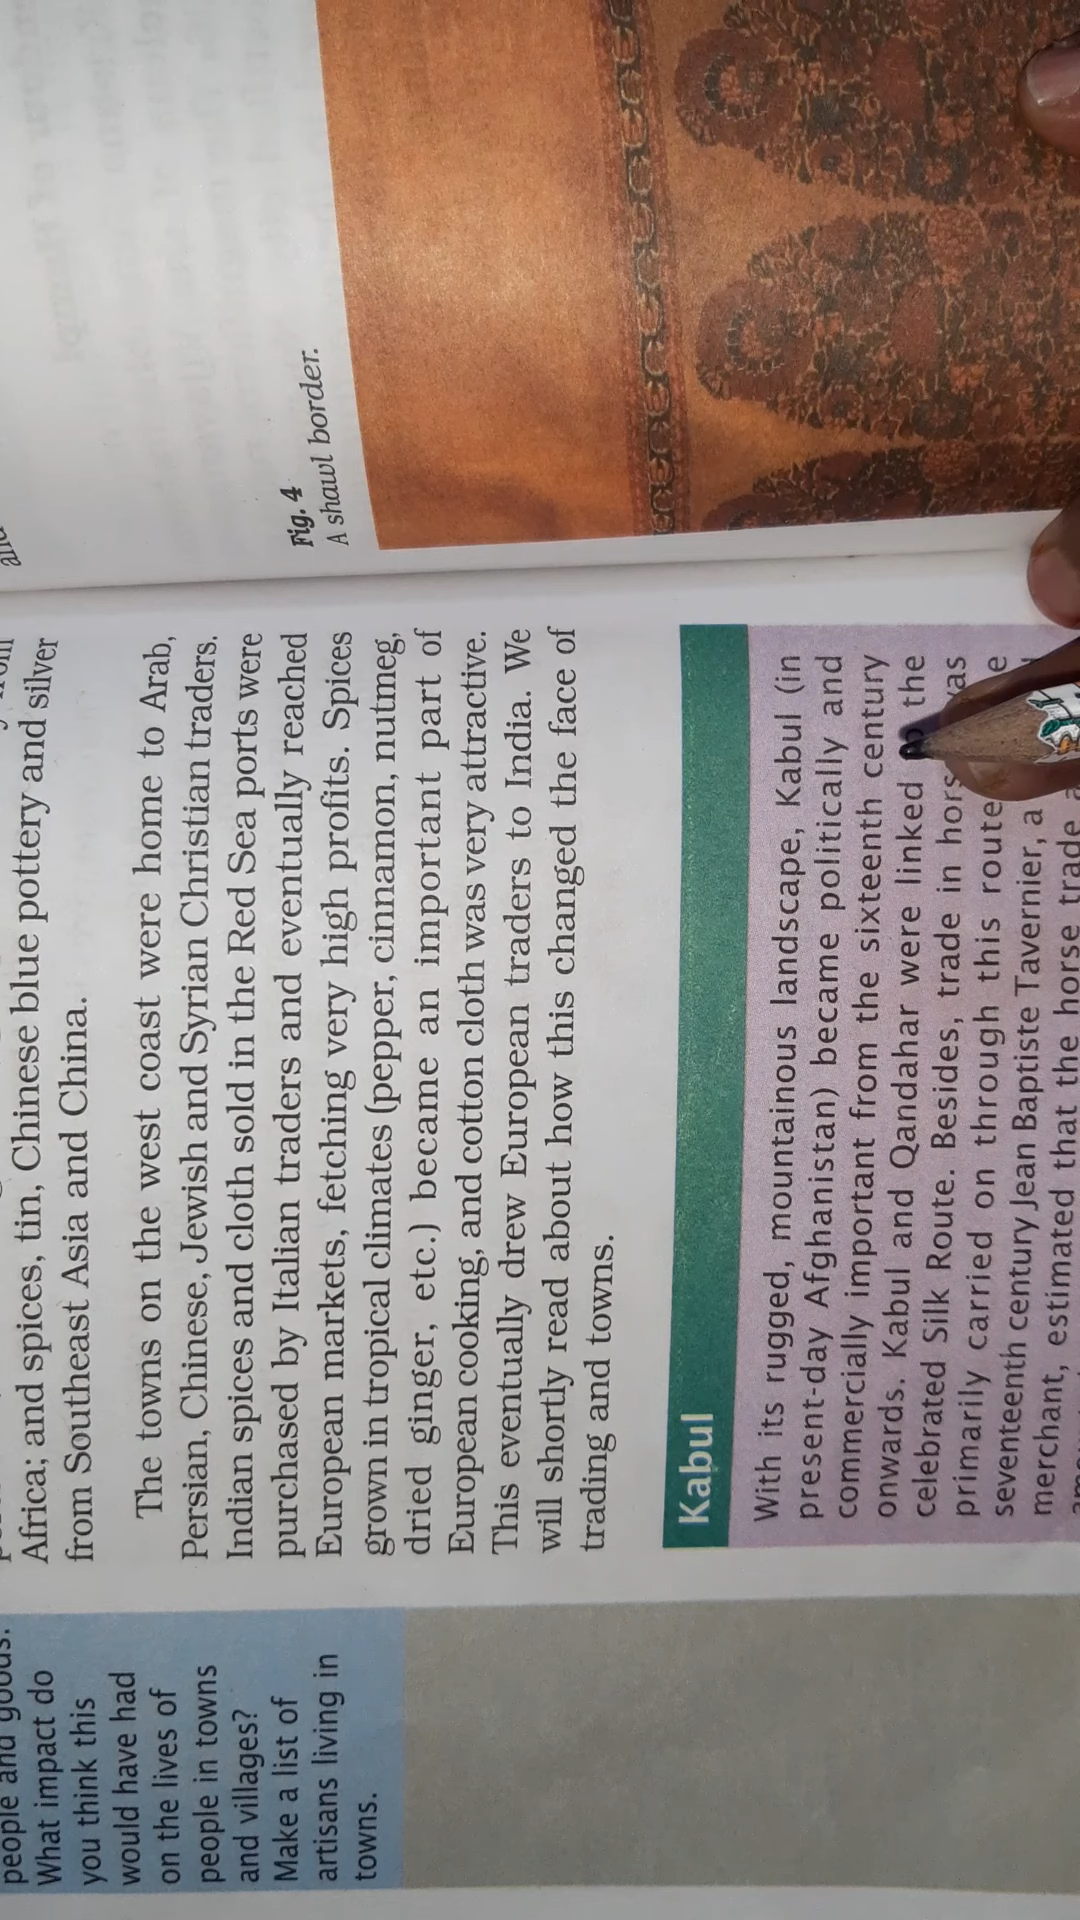 people and goods.
What impact do
you think this
would have had
on the lives of
people in towns
and villages?
Make a list of
artisans living in
towns.
Africa; and spices, tin, Chinese blue pottery and silver
from Southeast Asia and China.
The towns on the west coast were home to Arab,
Persian, Chinese, Jewish and Syrian Christian traders.
Indian spices and cloth sold in the Red Sea ports were
purchased by Italian traders and eventually reached
European markets, fetching very high profits. Spices
grown in tropical climates (pepper, cinnamon, nutmeg,
dried ginger, etc.) became an important part of
European cooking, and cotton cloth was very attractive.
This eventually drew European traders to India. We
will shortly read about how this changed the face of
trading and towns.
Kabul
With its rugged, mountainous landscape, Kabul (in
present-day Afghanistan) became politically and
commercially important from the sixteenth century
onwards. Kabul and Qandahar were linked the
celebrated Silk Route. Besides, trade in
primarily carried on through this route
seventeenth century Jean Baptiste Tavernier, a
merchant, estimated that the horse trade
and
Fig. 4
A shawl border.